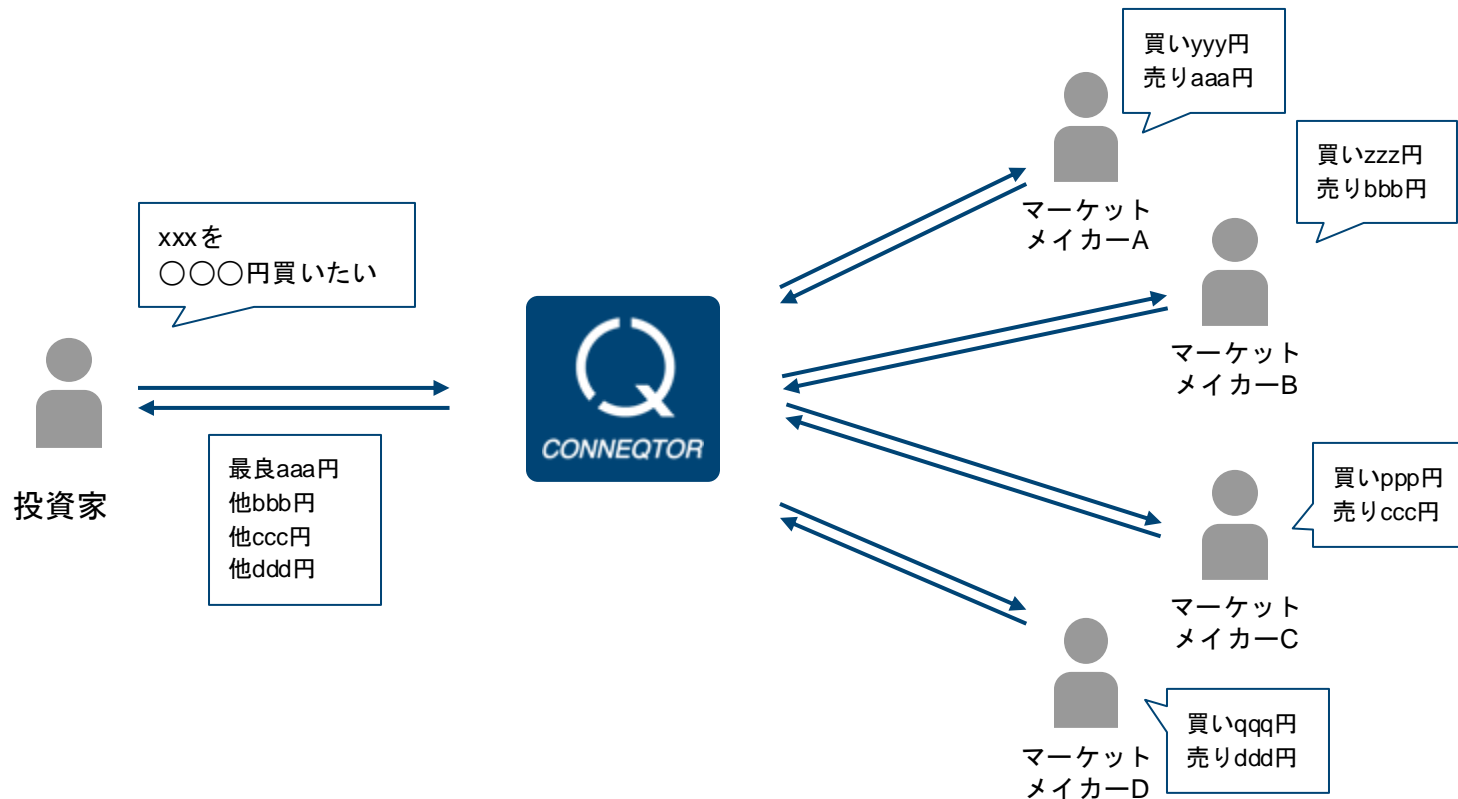 xxxを
○○○円買いたい
投資家
最良aaa円
他bbb円
他ccc円
他ddd円
CONNEQTOR
買いyyy円
売りaaa円
マーケット
メイカーA
買いzzz円
売りbbb円
マーケット
メイカーB
買いppp円
売りccc円
マーケット
メイカーC
買いqqq円
売りddd円
マーケット
メイカーD